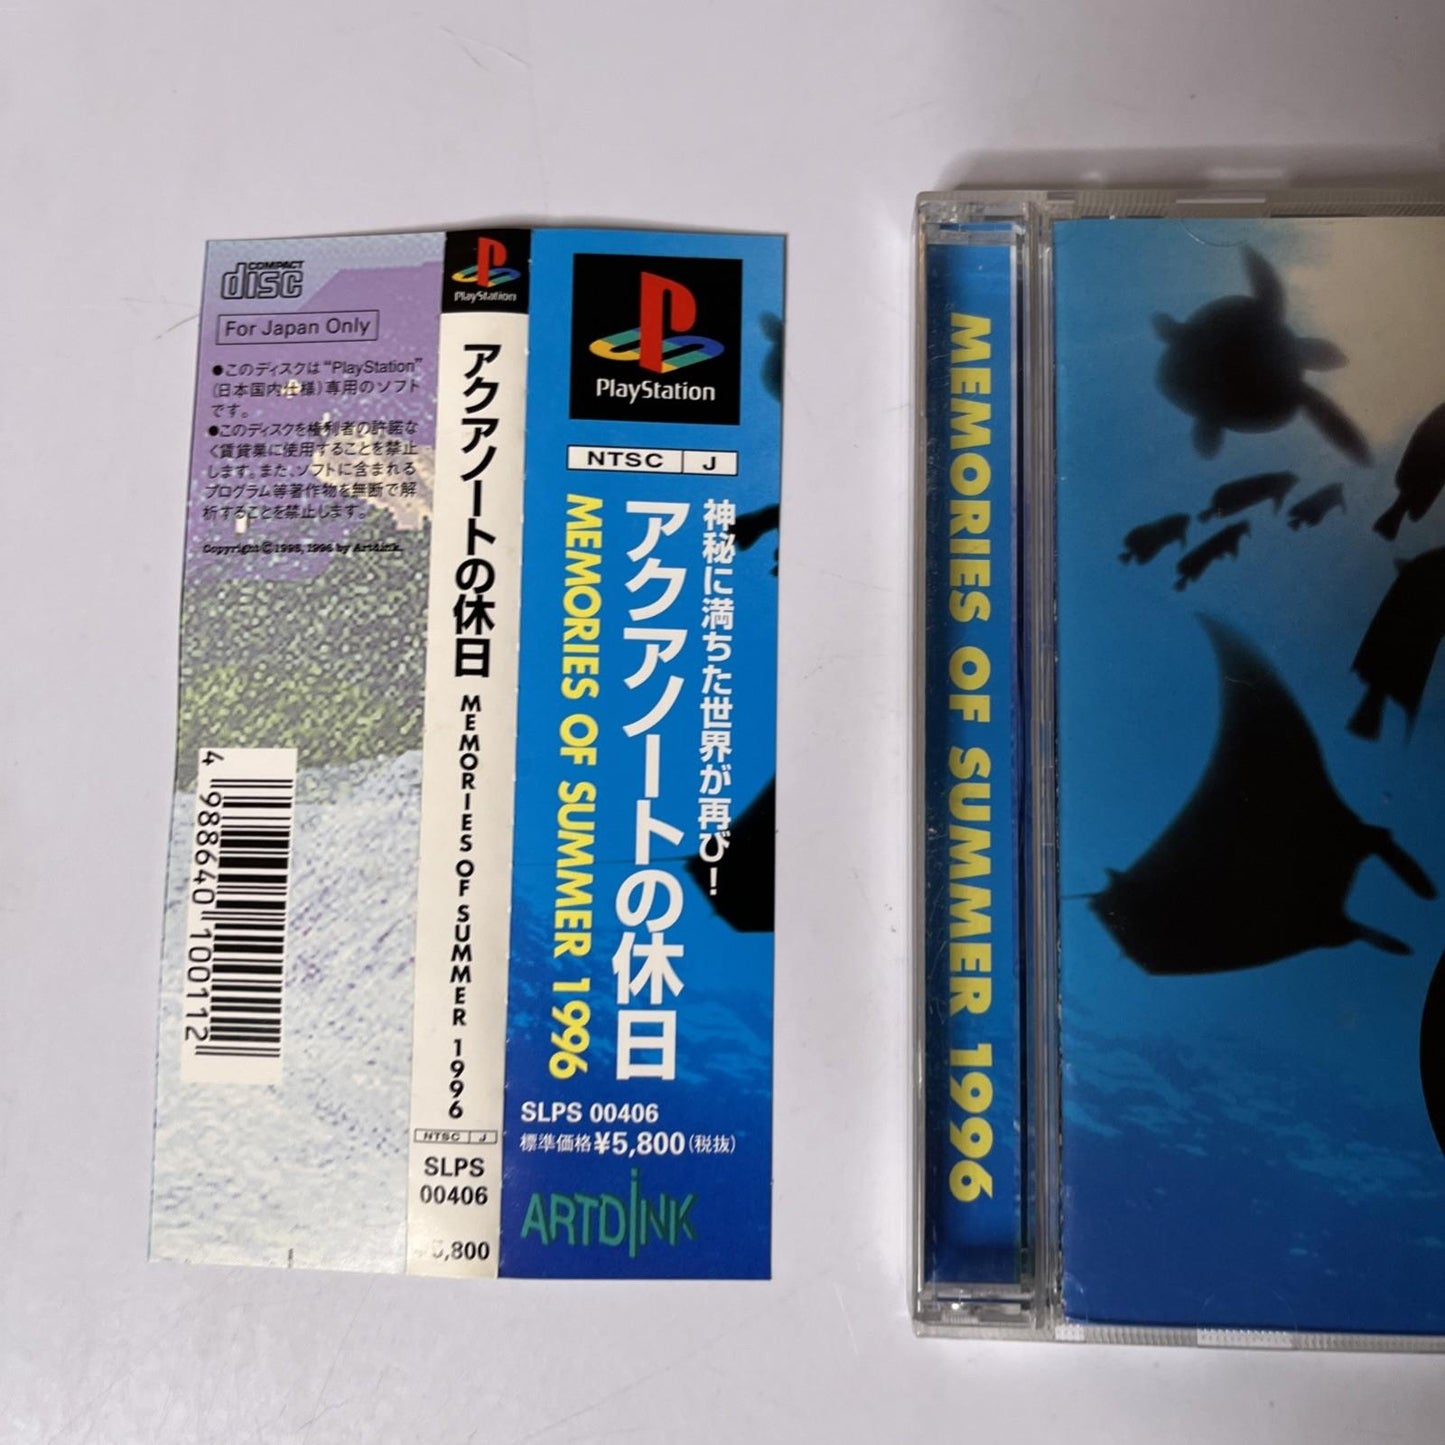 COMPACT
disc
For Japan Only
●このディスクは“PlayStation”
(日本国内仕様)専用のソフト
です。
●このディスクを権利者の許諾な
く賃貸業に使用することを禁止
します。また、ソフトに含まれる
プログラム等著作物を無断で解
析することを禁止します。
Copyright © 1995, 1996 by Artdink.
4 988640 100112
PlayStation
アクアノートの休日
MEMORIES OF SUMMER 1996
NTSC J
SLPS
00406
5,800
PlayStation
NTSC J
神秘に満ちた世界が再び!
アクアノートの休日
MEMORIES OF SUMMER 1996
SLPS 00406
標準価格¥5,800(税抜)
ARTDINK
MEMORIES OF SUMMER 1996